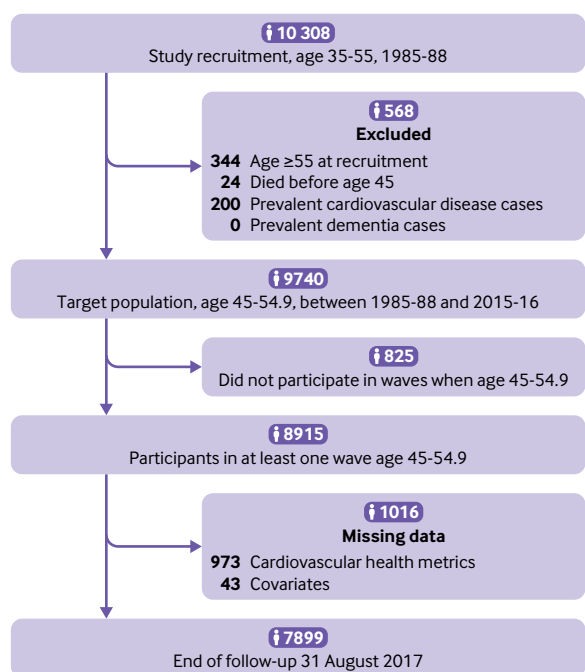 10 308
Study recruitment, age 35-55, 1985-88
568
Excluded
344 Age ≥55 at recruitment
24 Died before age 45
200 Prevalent cardiovascular disease cases
0 Prevalent dementia cases
9740
Target population, age 45-54.9, between 1985-88 and 2015-16
825
Did not participate in waves when age 45-54.9
8915
Participants in at least one wave age 45-54.9
1016
Missing data
973 Cardiovascular health metrics
43 Covariates
7899
End of follow-up 31 August 2017